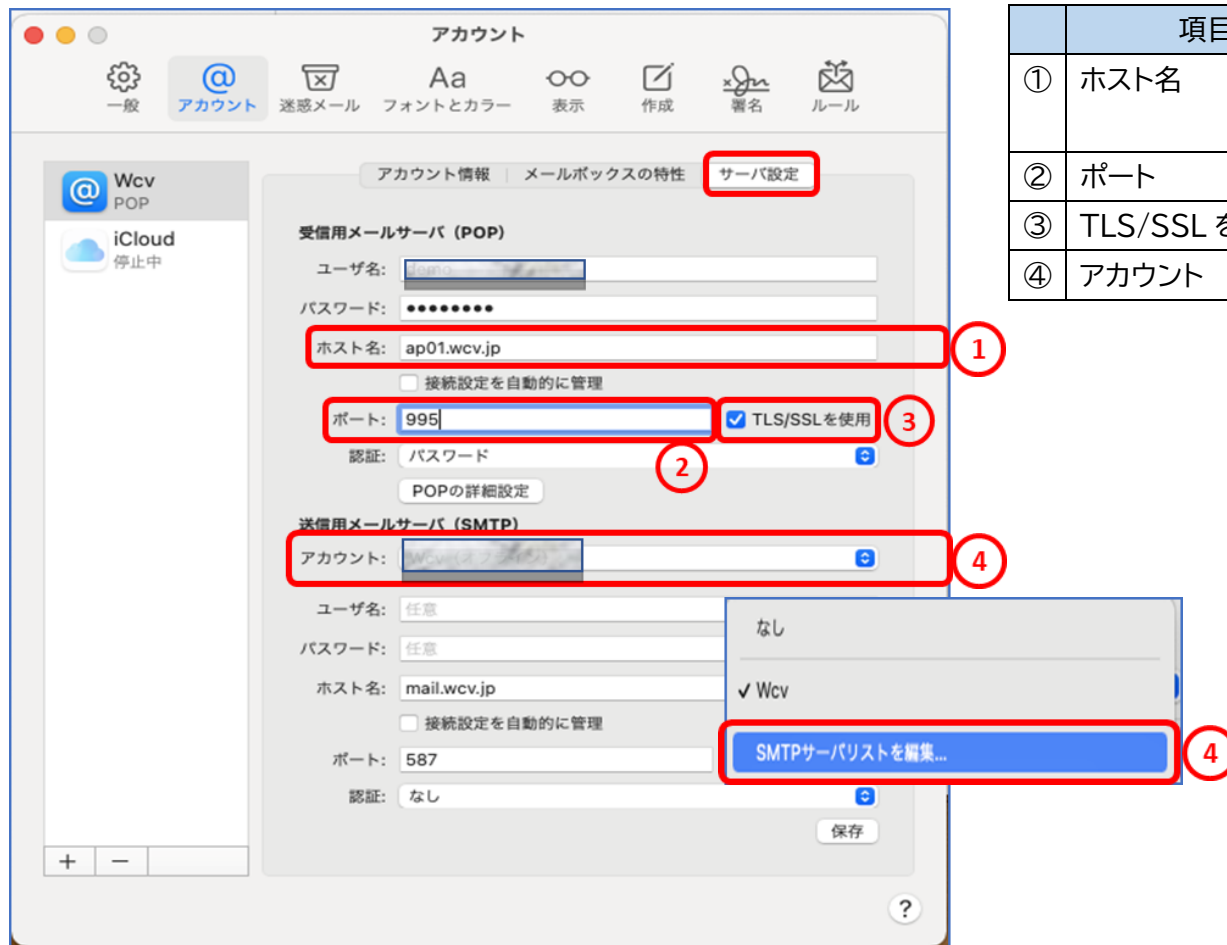 アカウント
一般 アカウント 迷惑メール フォントとカラー 表示 作成 署名 ルール
Wcv
POP
iCloud
停止中
アカウント情報 メールボックスの特性 サーバ設定
受信用メールサーバ（POP）
ユーザ名: demo
パスワード: ●●●●●●●●
ホスト名: ap01.wcv.jp
1
接続設定を自動的に管理
ポート: 995 TLS/SSLを使用
3
認証: パスワード
2
POPの詳細設定
送信用メールサーバ（SMTP）
アカウント:
4
ユーザ名: 任意
パスワード: 任意
ホスト名: mail.wcv.jp
接続設定を自動的に管理
ポート: 587
認証: なし
保存
なし
✓ Wcv
SMTPサーバリストを編集...
4
+ −
?
項目
① ホスト名
② ポート
③ TLS/SSL を
④ アカウント